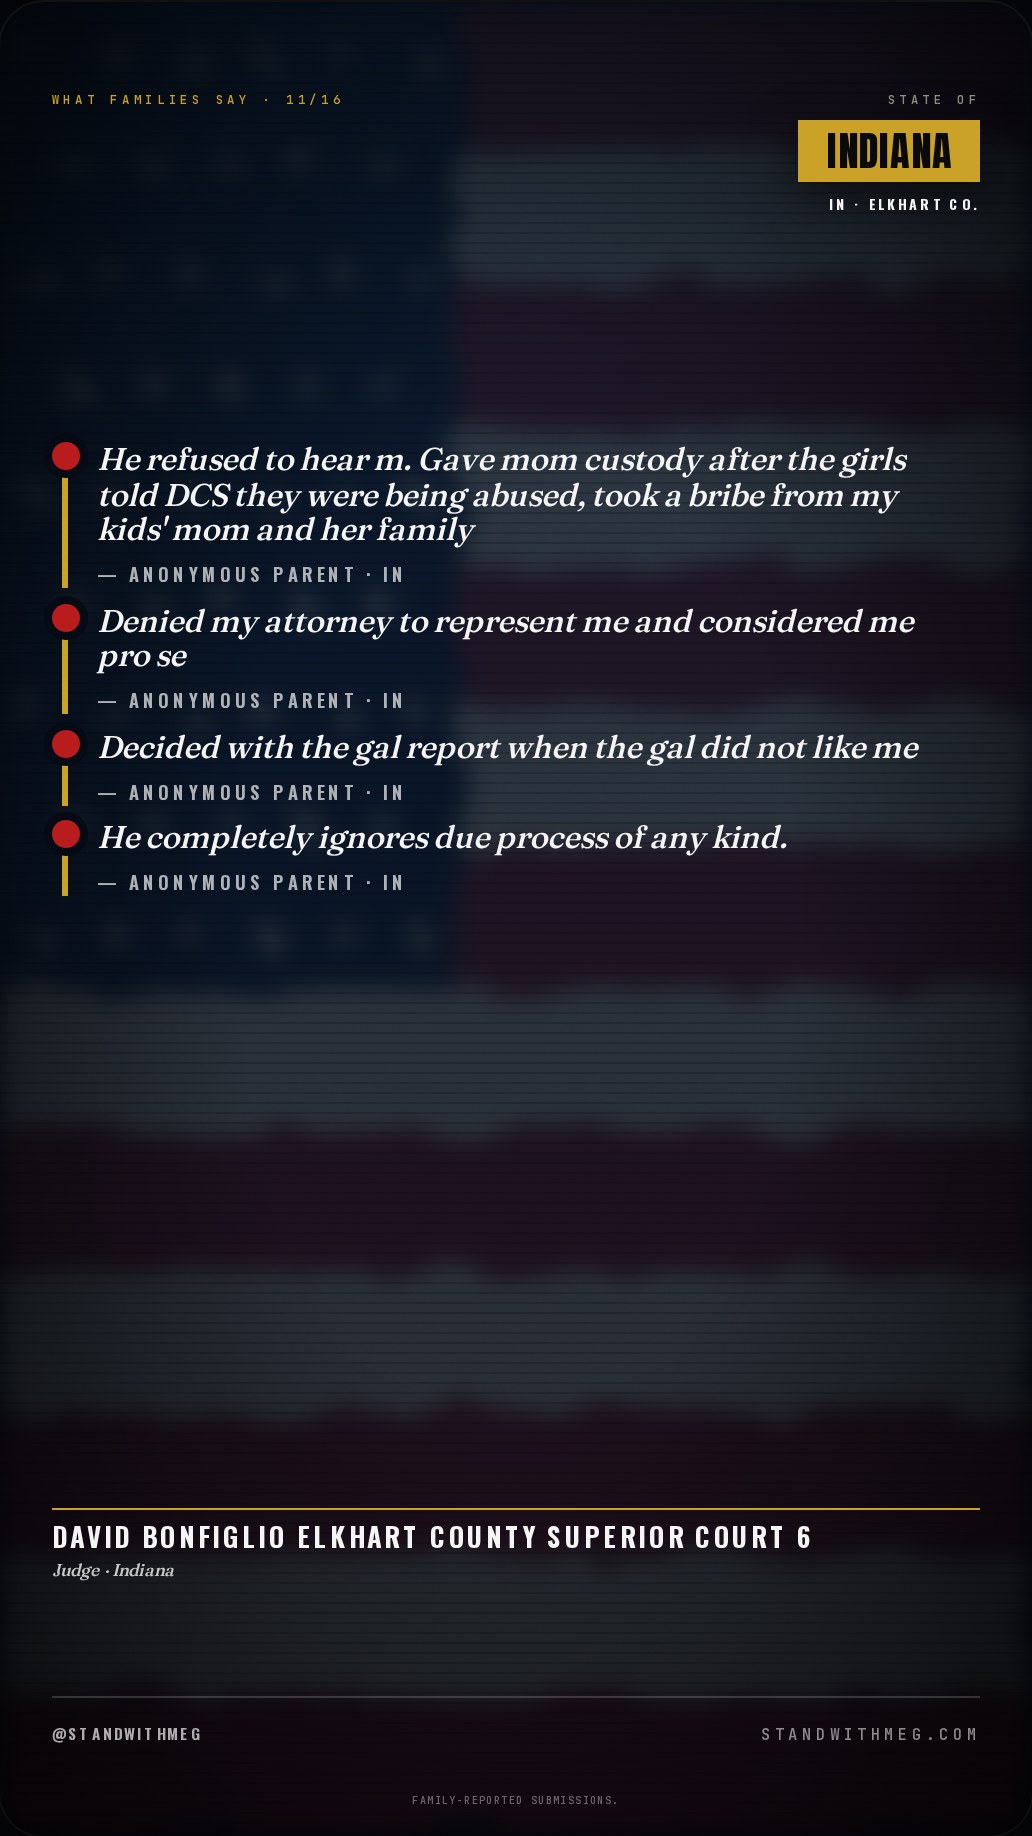 WHAT FAMILIES SAY · 11/16
STATE OF
INDIANA
IN · ELKHART CO.
He refused to hear m. Gave mom custody after the girls
told DCS they were being abused, took a bribe from my
kids' mom and her family
— ANONYMOUS PARENT · IN
Denied my attorney to represent me and considered me
pro se
— ANONYMOUS PARENT · IN
Decided with the gal report when the gal did not like me
— ANONYMOUS PARENT · IN
He completely ignores due process of any kind.
— ANONYMOUS PARENT · IN
DAVID BONFIGLIO ELKHART COUNTY SUPERIOR COURT 6
Judge · Indiana
@STANDWITHMEG
STANDWITHMEG.COM
FAMILY-REPORTED SUBMISSIONS.